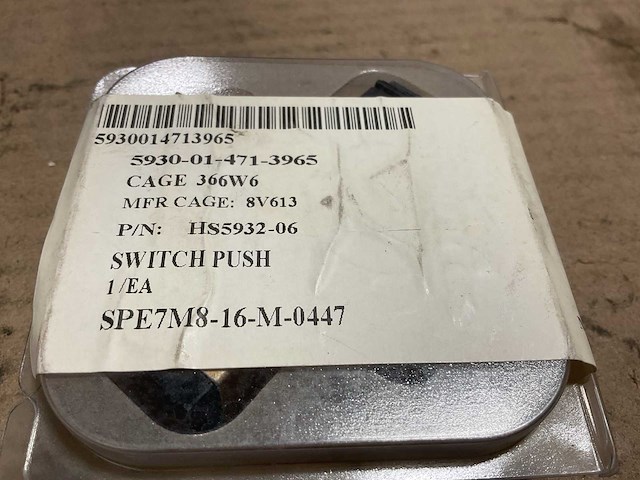 5930014713965
5930-01-471-3965
CAGE 366W6
MFR CAGE: 8V613
P/N: HS5932-06
SWITCH PUSH
1/EA
SPE7M8-16-M-0447